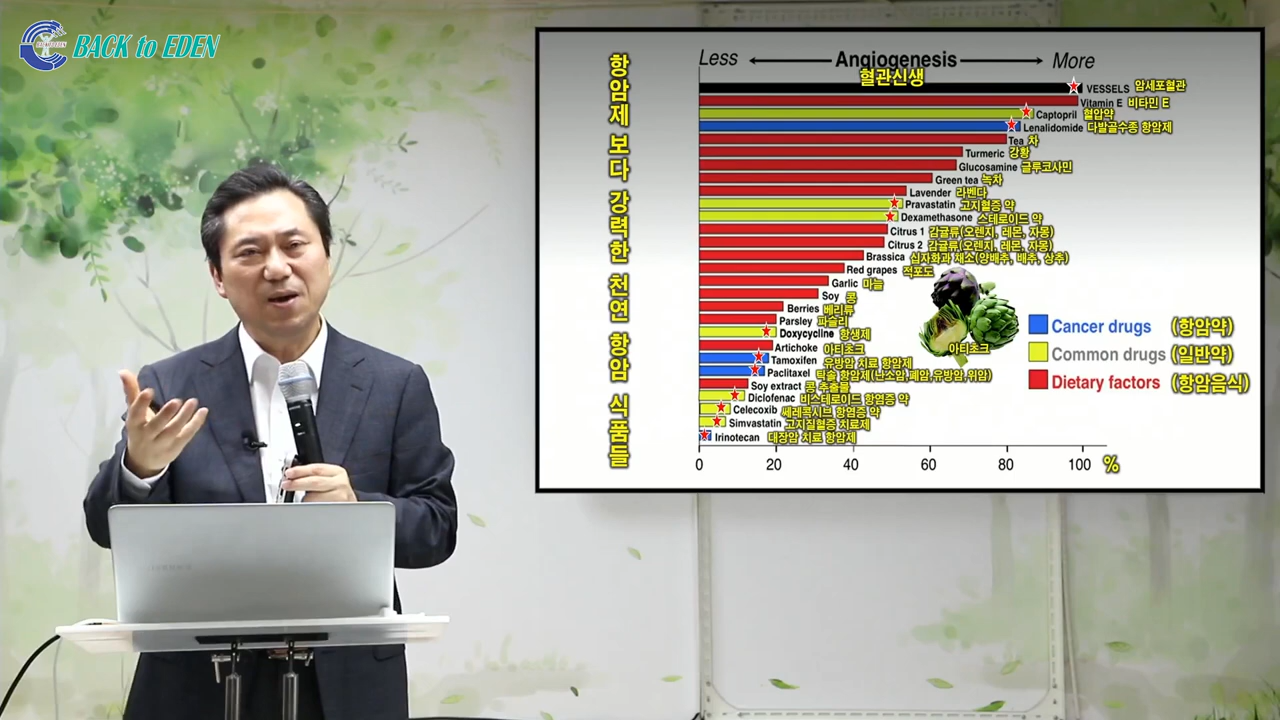 BACK to EDEN
항암제 보다 강력한 천연 항암 식품들
Less Angiogenesis More
혈관신생
VESSELS 암세포혈관
Vitamin E 비타민 E
Captopril 혈압약
Lenalidomide 다발골수종 항암제
Tea 차
Turmeric 강황
Glucosamine 글루코사민
Green tea 녹차
Lavender 라벤다
Pravastatin 고지혈증 약
Dexamethasone 스테로이드 약
Citrus 1 감귤류(오렌지, 레몬, 자몽)
Citrus 2 감귤류(오렌지, 레몬, 자몽)
Brassica 십자화과 채소(양배추, 배추, 상추)
Red grapes 적포도
Garlic 마늘
Soy 콩
Berries 베리류
Parsley 파슬리
Doxycycline 항생제
Artichoke 아티초크
Tamoxifen 유방암 치료 항암제
Paclitaxel 탁솔 항암제(난소암,폐암,유방암,위암)
Soy extract 콩 추출물
Diclofenac 비스테로이드 항염증 약
Celecoxib 쎄레콕시브 항염증 약
Simvastatin 고지질혈증 치료제
Irinotecan 대장암 치료 항암제
아티초크
Cancer drugs (항암약)
Common drugs (일반약)
Dietary factors (항암음식)
0 20 40 60 80 100 %